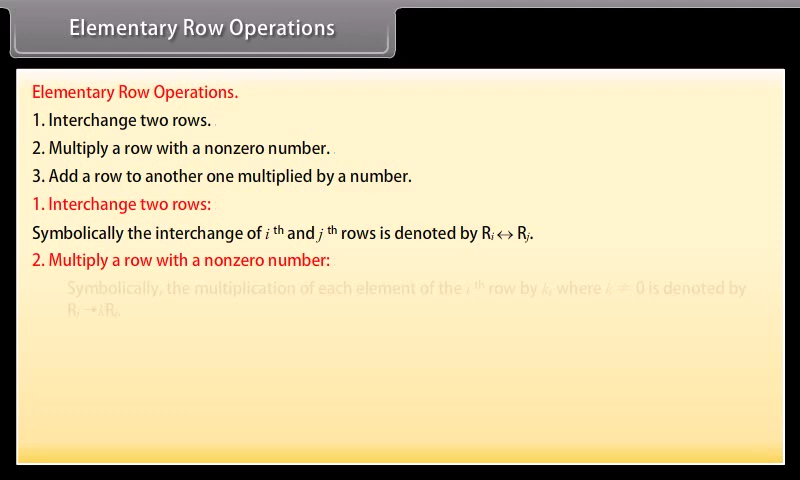 Elementary Row Operations
Elementary Row Operations.
1. Interchange two rows.
2. Multiply a row with a nonzero number.
3. Add a row to another one multiplied by a number.
1. Interchange two rows:
Symbolically the interchange of i th and j th rows is denoted by Ri ↔ Rj.
2. Multiply a row with a nonzero number:
Symbolically, the multiplication of each element of the i th row by k, where k ≠ 0 is denoted by
Ri → kRi.